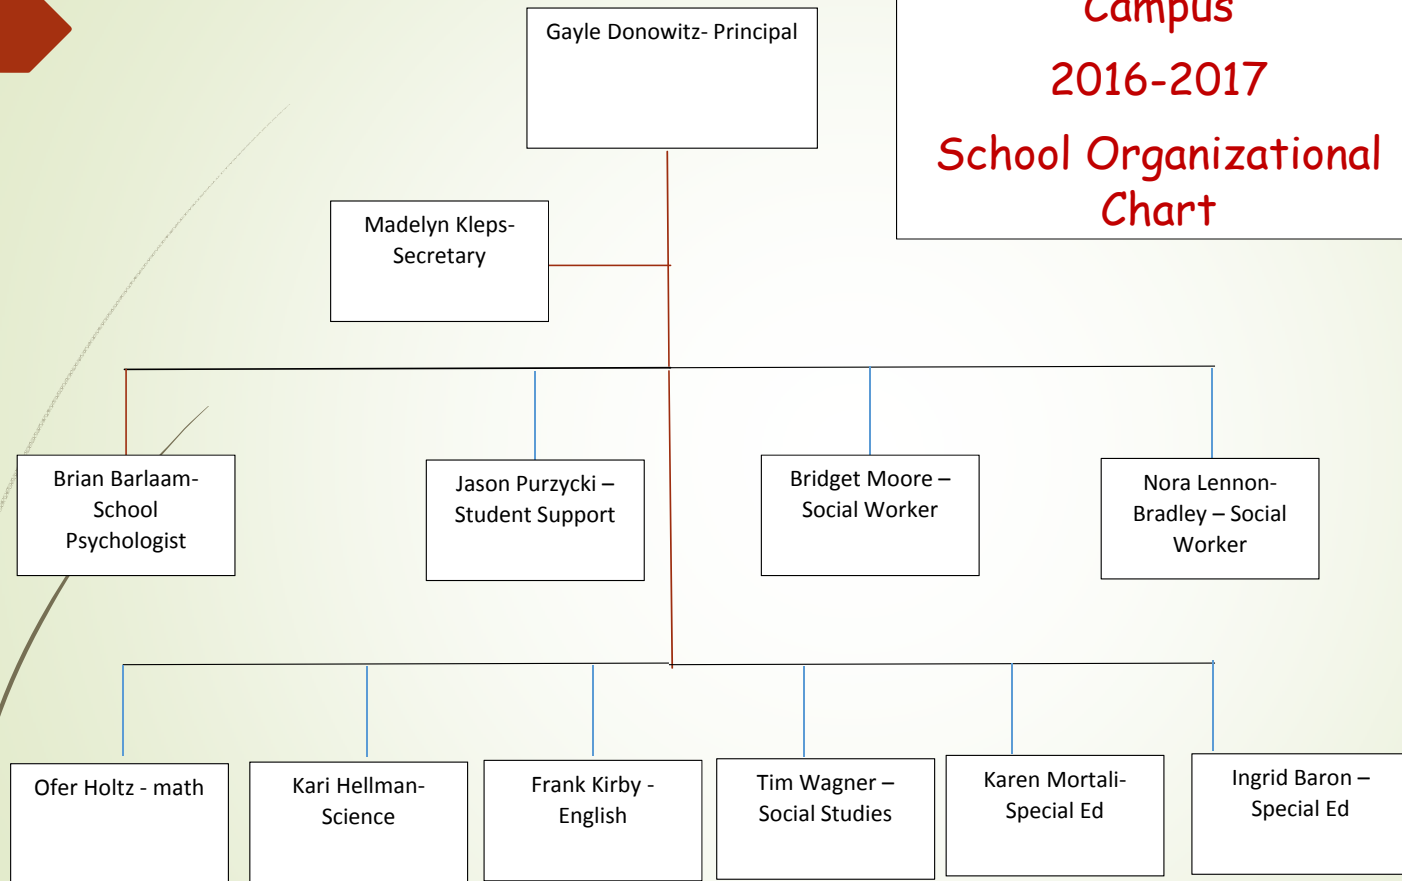 Campus
2016-2017
School Organizational
Chart
Gayle Donowitz- Principal
Madelyn Kleps-
Secretary
Brian Barlaam-
School
Psychologist
Jason Purzycki –
Student Support
Bridget Moore –
Social Worker
Nora Lennon-
Bradley – Social
Worker
Ofer Holtz - math
Kari Hellman-
Science
Frank Kirby -
English
Tim Wagner –
Social Studies
Karen Mortali-
Special Ed
Ingrid Baron –
Special Ed